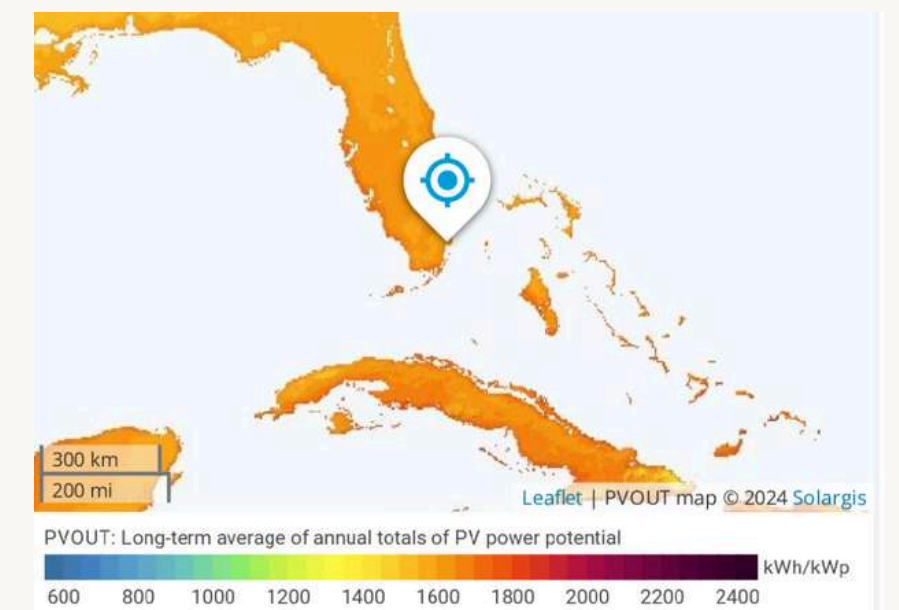 300 km
200 mi
Leaflet | PVOUT map © 2024 Solargis
PVOUT: Long-term average of annual totals of PV power potential
kWh/kWp
600 800 1000 1200 1400 1600 1800 2000 2200 2400